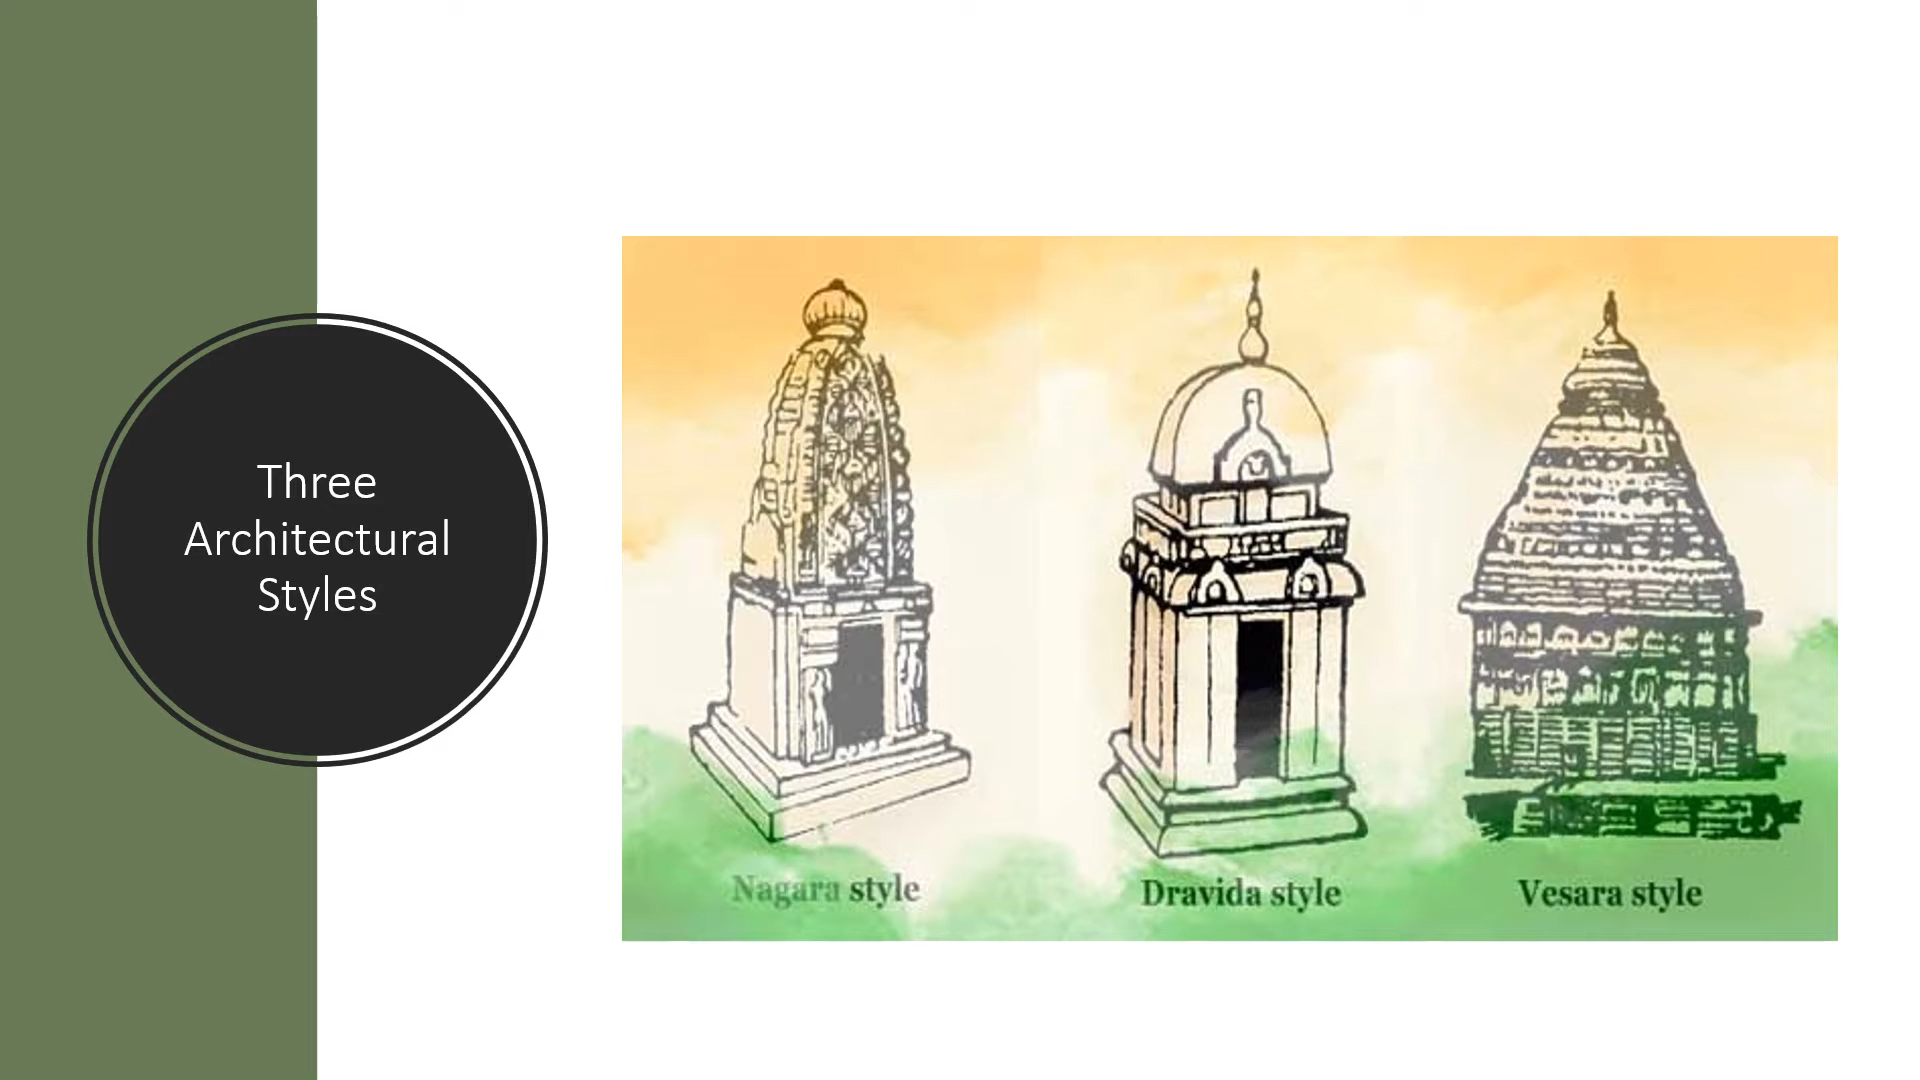 Three
Architectural
Styles
Nagara style
Dravida style
Vesara style